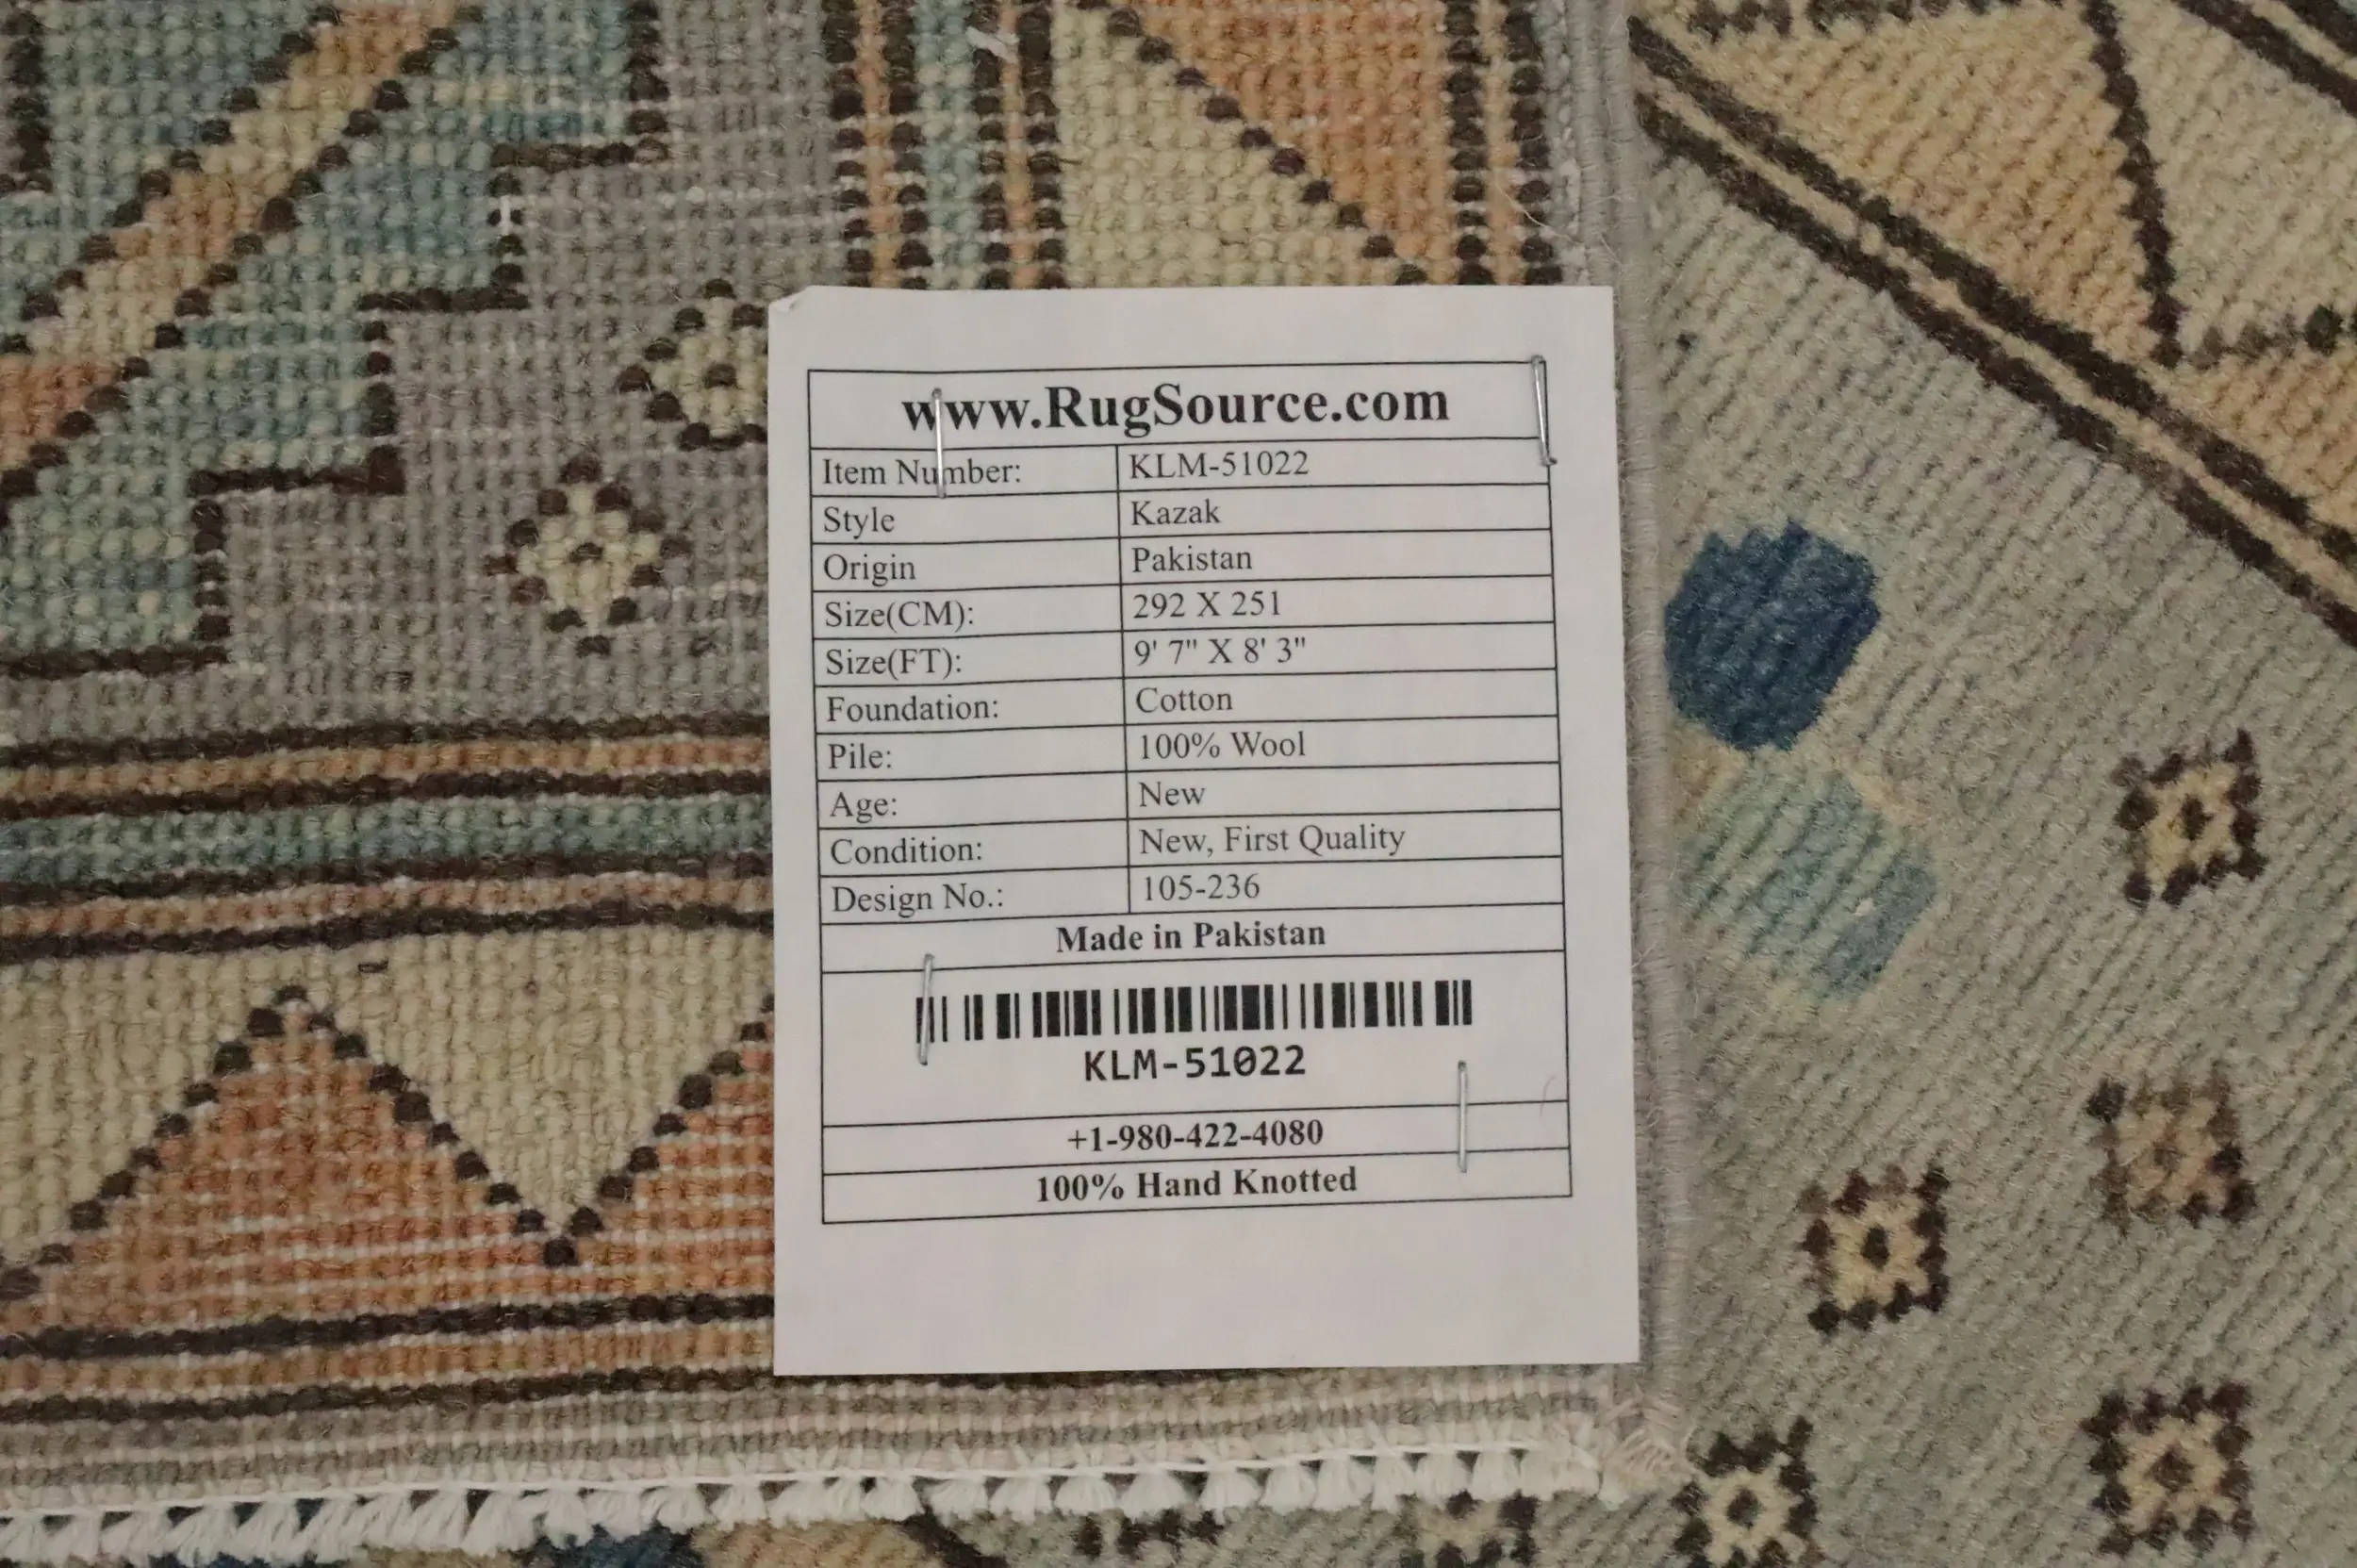 www.RugSource.com
Item Number: KLM-51022
Style Kazak
Origin Pakistan
Size(CM): 292 X 251
Size(FT): 9' 7" X 8' 3"
Foundation: Cotton
Pile: 100% Wool
Age: New
Condition: New, First Quality
Design No.: 105-236
Made in Pakistan
KLM-51022
+1-980-422-4080
100% Hand Knotted